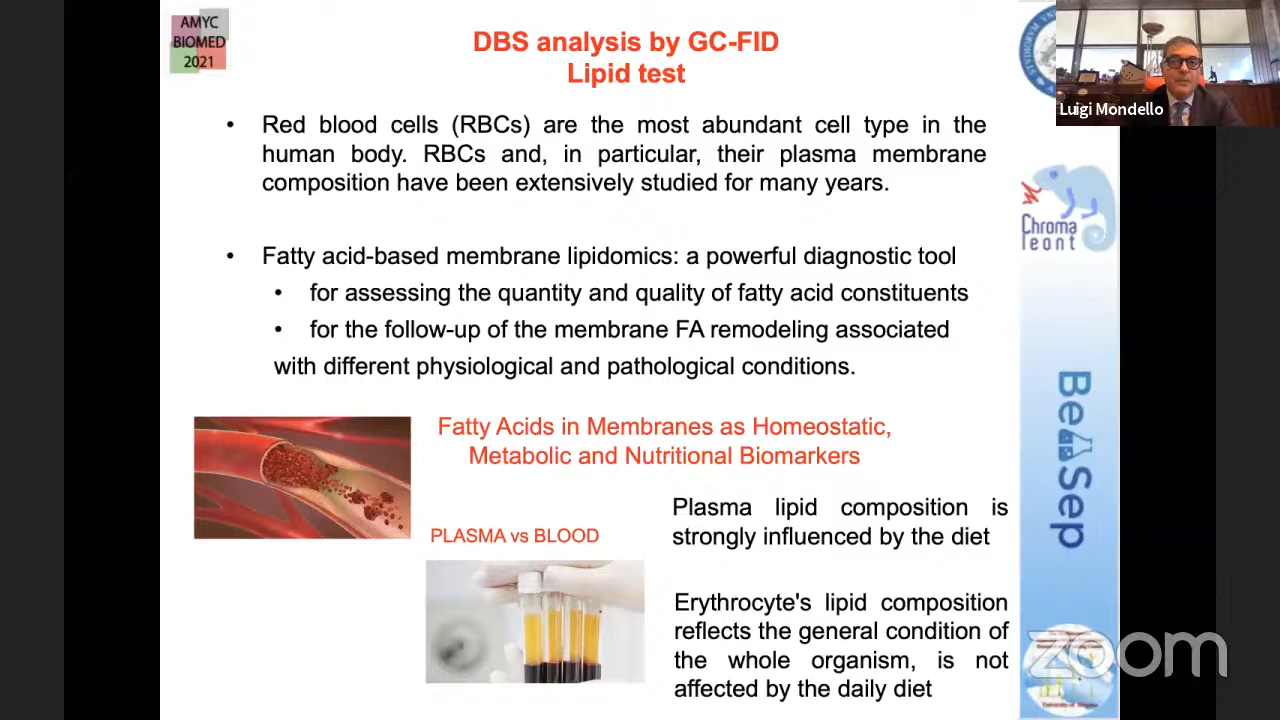 AMYC
BIOMED
2021
DBS analysis by GC-FID
Lipid test
Luigi Mondello
• Red blood cells (RBCs) are the most abundant cell type in the
human body. RBCs and, in particular, their plasma membrane
composition have been extensively studied for many years.
• Fatty acid-based membrane lipidomics: a powerful diagnostic tool
• for assessing the quantity and quality of fatty acid constituents
• for the follow-up of the membrane FA remodeling associated
with different physiological and pathological conditions.
Chroma
leont
Be Sep
Fatty Acids in Membranes as Homeostatic,
Metabolic and Nutritional Biomarkers
PLASMA vs BLOOD
Plasma lipid composition is
strongly influenced by the diet
Erythrocyte's lipid composition
reflects the general condition of
the whole organism, is not
affected by the daily diet
zoom